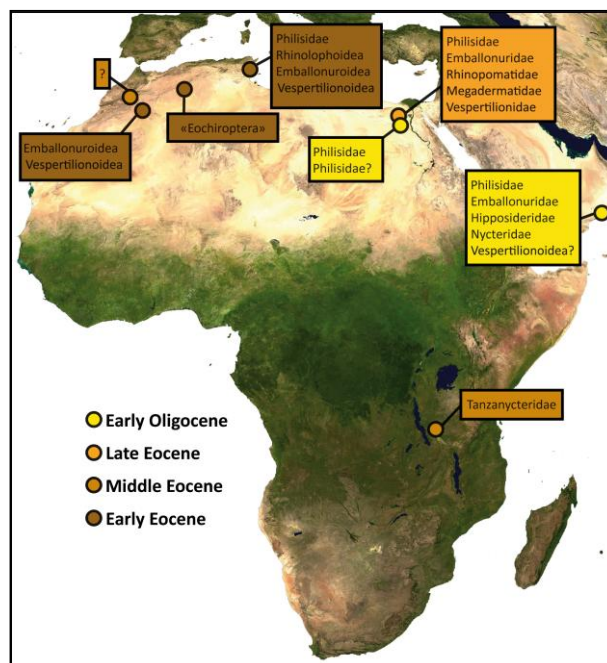 ?
Philisidae
Rhinolophoidea
Emballonuroidea
Vespertilionoidea
Philisidae
Emballonuridae
Rhinopomatidae
Megadermatidae
Vespertilionidae
Emballonuroidea
Vespertilionoidea
«Eochiroptera»
Philisidae
Philisidae?
Philisidae
Emballonuridae
Hipposideridae
Nycteridae
Vespertilionoidea?
Tanzanycteridae
Early Oligocene
Late Eocene
Middle Eocene
Early Eocene